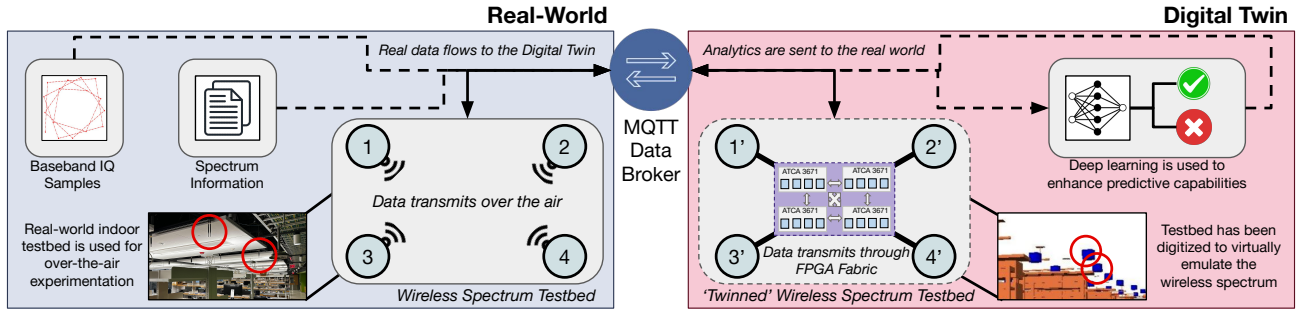 Real-World
Digital Twin
Real data flows to the Digital Twin
Analytics are sent to the real world
MQTT
Data
Broker
Baseband IQ
Samples
Spectrum
Information
1
2
Data transmits over the air
3
4
Wireless Spectrum Testbed
Real-world indoor
testbed is used for
over-the-air
experimentation
1’
2’
ATCA 3671
ATCA 3671
ATCA 3671
ATCA 3671
Data transmits through
FPGA Fabric
3’
4’
‘Twinned’ Wireless Spectrum Testbed
Deep learning is used to
enhance predictive capabilities
Testbed has been
digitized to virtually
emulate the
wireless spectrum